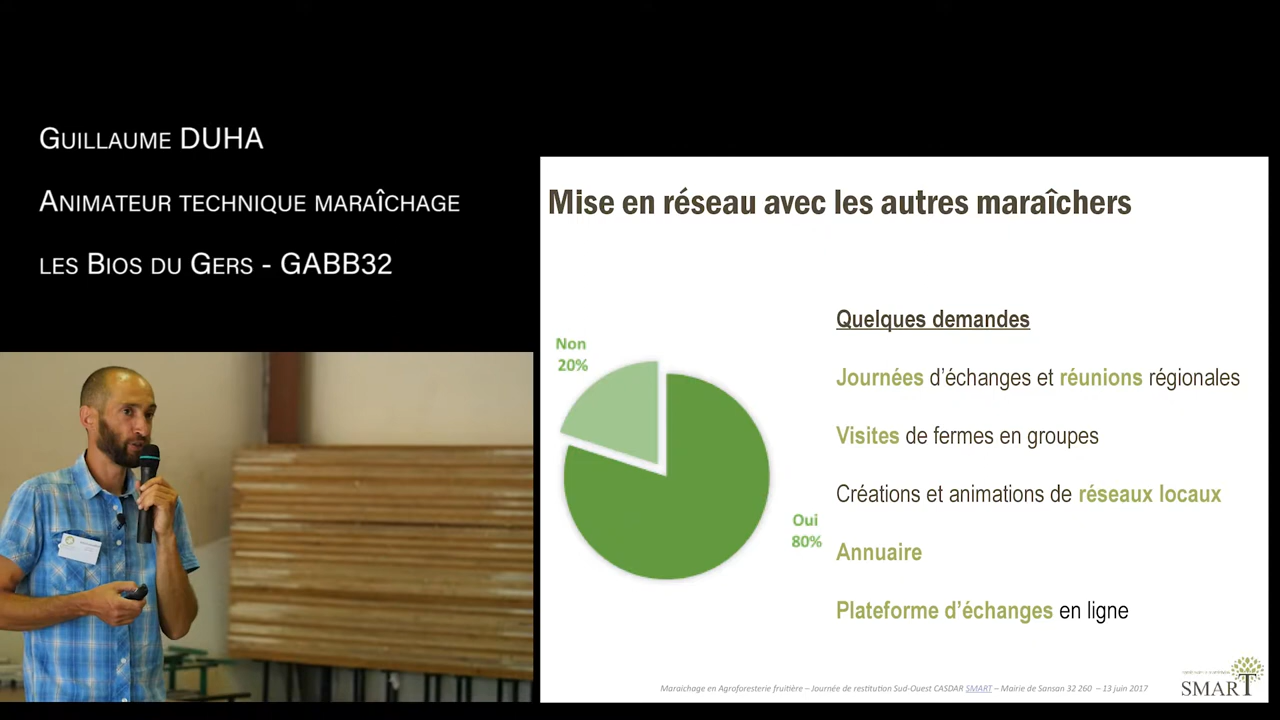 Guillaume DUHA
Animateur technique maraîchage
les Bios du Gers - GABB32
Mise en réseau avec les autres maraîchers
Non
20%
Oui
80%
Quelques demandes
Journées d'échanges et réunions régionales
Visites de fermes en groupes
Créations et animations de réseaux locaux
Annuaire
Plateforme d'échanges en ligne
Maraichage en Agroforesterie fruitière – Journée de restitution Sud-Ouest CASDAR SMART – Mairie de Sansan 32 260 – 13 juin 2017
SMART